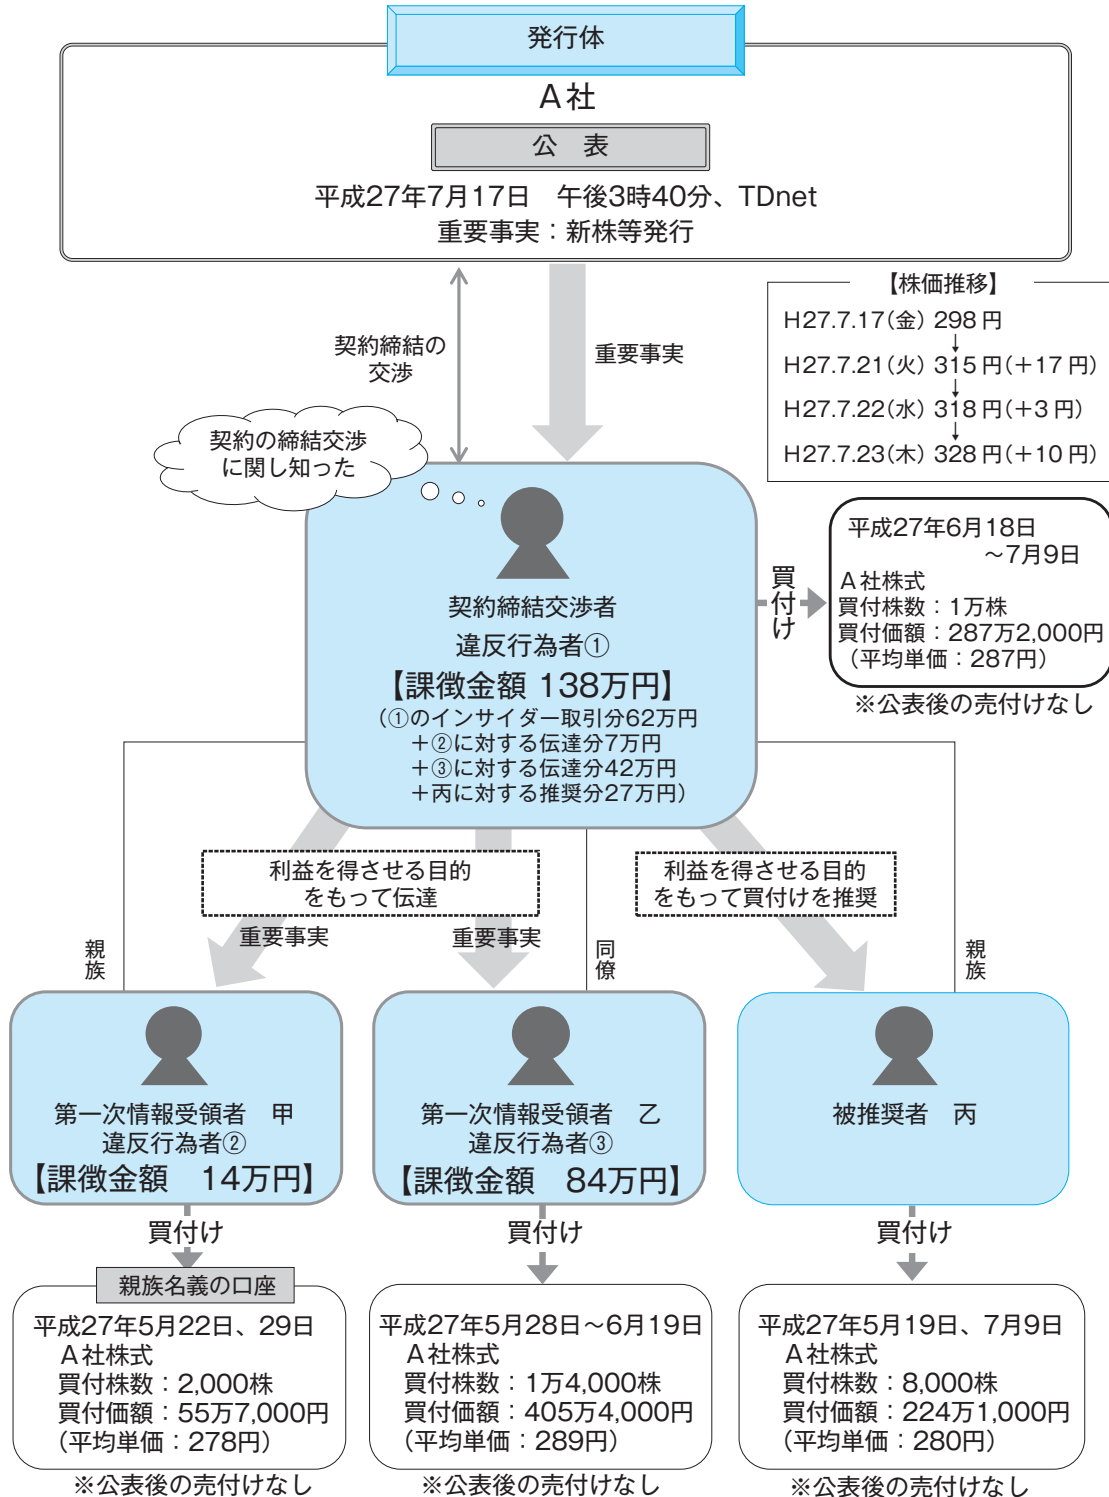 発行体
A社
公　表
平成27年7月17日　午後3時40分、TDnet
重要事実：新株等発行
契約締結の
交渉
重要事実
【株価推移】
H27.7.17(金) 298円
↓
H27.7.21(火) 315円(＋17円)
↓
H27.7.22(水) 318円(＋3円)
↓
H27.7.23(木) 328円(＋10円)
契約の締結交渉
に関し知った
契約締結交渉者
違反行為者①
【課徴金額 138万円】
（①のインサイダー取引分62万円
＋②に対する伝達分7万円
＋③に対する伝達分42万円
＋丙に対する推奨分27万円）
買付け
平成27年6月18日
～7月9日
A社株式
買付株数：1万株
買付価額：287万2,000円
（平均単価：287円）
※公表後の売付けなし
利益を得させる目的
をもって伝達
利益を得させる目的
をもって買付けを推奨
重要事実
重要事実
親族
同僚
親族
第一次情報受領者　甲
違反行為者②
【課徴金額　14万円】
第一次情報受領者　乙
違反行為者③
【課徴金額　84万円】
被推奨者　丙
買付け
買付け
買付け
親族名義の口座
平成27年5月22日、29日
A社株式
買付株数：2,000株
買付価額：55万7,000円
（平均単価：278円）
※公表後の売付けなし
平成27年5月28日～6月19日
A社株式
買付株数：1万4,000株
買付価額：405万4,000円
（平均単価：289円）
※公表後の売付けなし
平成27年5月19日、7月9日
A社株式
買付株数：8,000株
買付価額：224万1,000円
（平均単価：280円）
※公表後の売付けなし